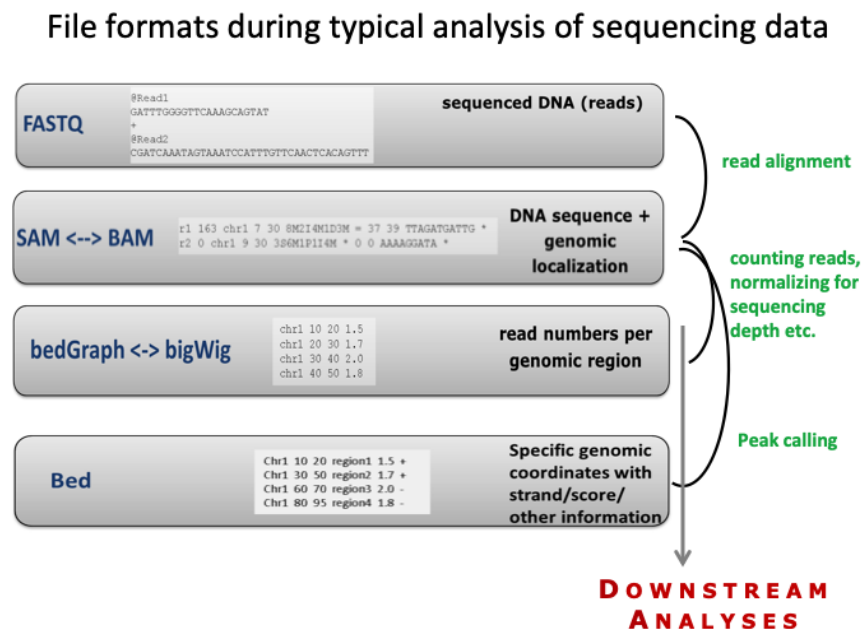 File formats during typical analysis of sequencing data
FASTQ
@Read1
GATTTGGGGTTCAAAGCAGTAT
+
@Read2
CGATCAAATAGTAAATCCATTTGTTCAACTCACAGTTT
sequenced DNA (reads)
read alignment
SAM <--> BAM
r1 163 chr1 7 30 8M2I4M1D3M = 37 39 TTAGATGATTG *
r2 0 chr1 9 30 3S6M1P1I4M * 0 0 AAAAGGATA *
DNA sequence +
genomic
localization
counting reads,
normalizing for
sequencing
depth etc.
bedGraph <-> bigWig
chr1 10 20 1.5
chr1 20 30 1.7
chr1 30 40 2.0
chr1 40 50 1.8
read numbers per
genomic region
Peak calling
Bed
Chr1 10 20 region1 1.5 +
Chr1 30 50 region2 1.7 +
Chr1 60 70 region3 2.0 -
Chr1 80 95 region4 1.8 -
Specific genomic
coordinates with
strand/score/
other information
DOWNSTREAM
ANALYSES